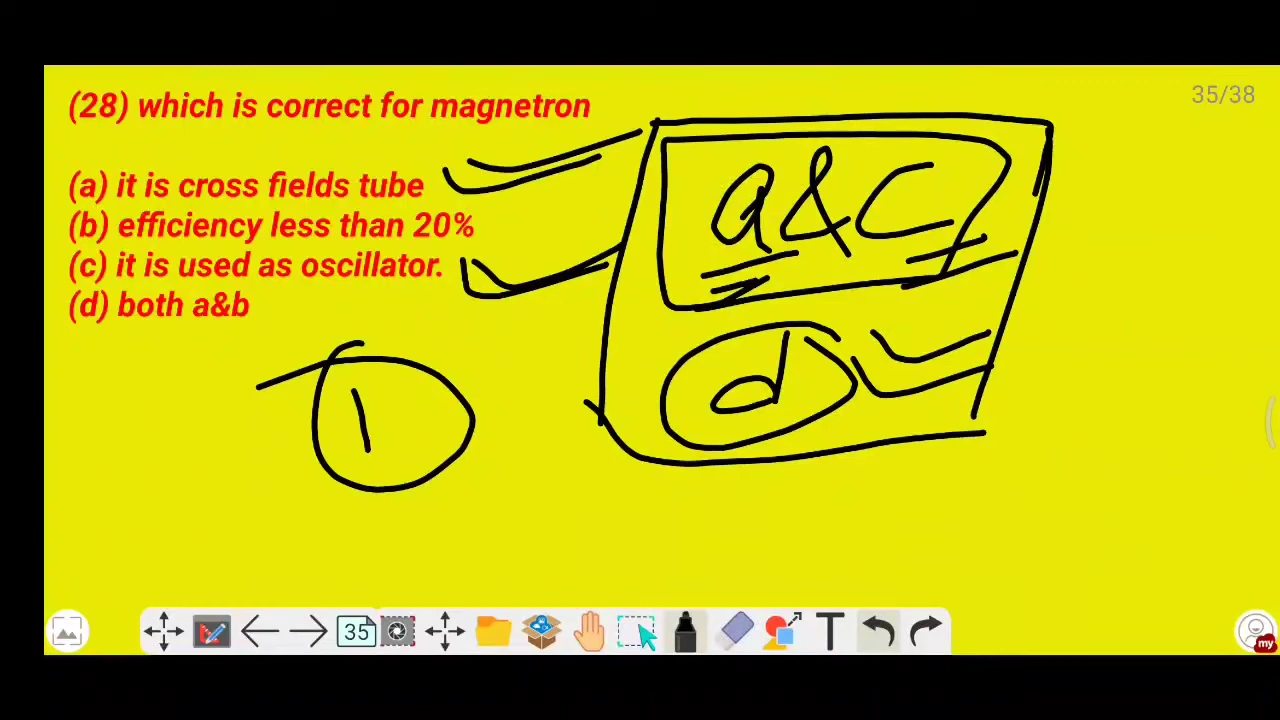 (28) which is correct for magnetron
35/38
(a) it is cross fields tube
(b) efficiency less than 20%
(c) it is used as oscillator.
(d) both a&b
a&C
d
1
35
T
my